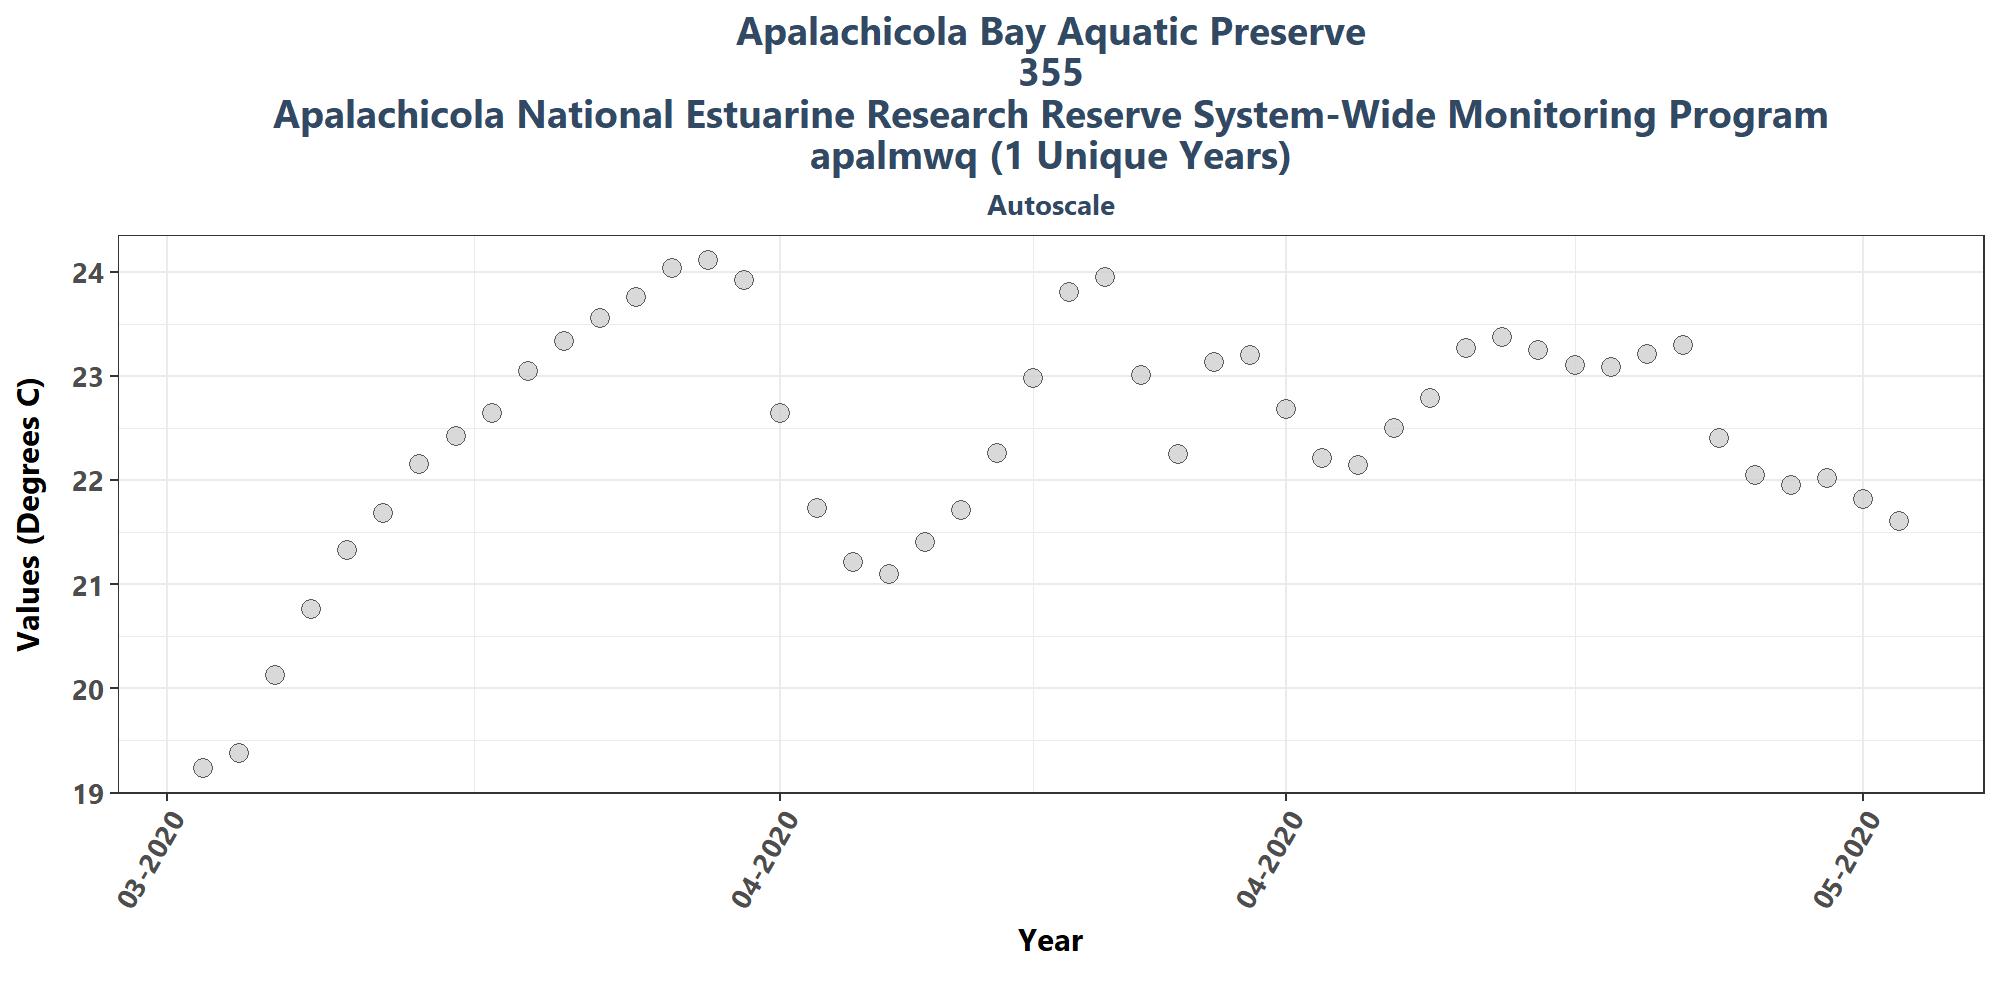 Apalachicola Bay Aquatic Preserve
355
Apalachicola National Estuarine Research Reserve System-Wide Monitoring Program
apalmwq (1 Unique Years)
Autoscale
Values (Degrees C)
24
23
22
21
20
19
03-2020
04-2020
04-2020
05-2020
Year